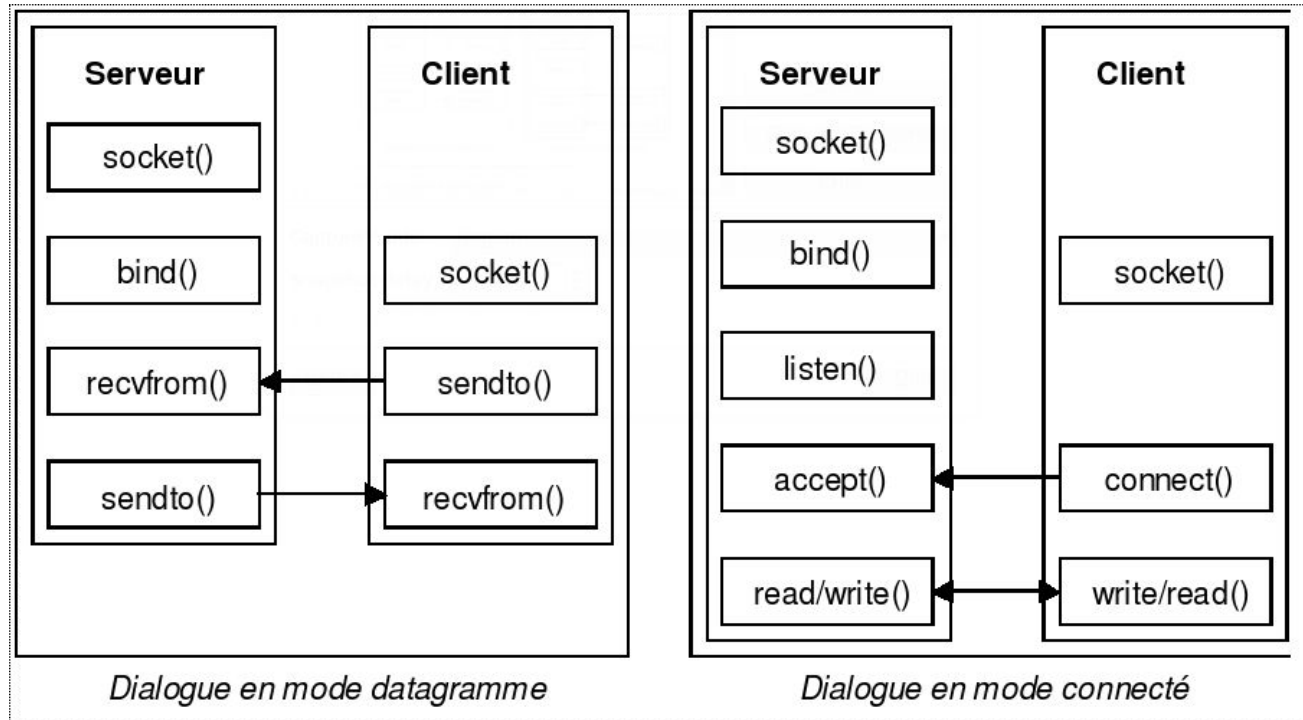 Serveur
Client
socket()
bind()
socket()
recvfrom()
sendto()
sendto()
recvfrom()
Dialogue en mode datagramme
Serveur
Client
socket()
bind()
socket()
listen()
accept()
connect()
read/write()
write/read()
Dialogue en mode connecté